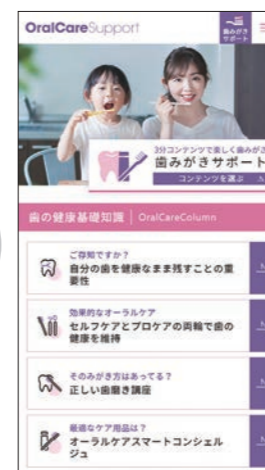 OralCareSupport
歯みがき
サポート
3分コンテンツで楽しく歯みがき
歯みがきサポート
コンテンツを選ぶ
歯の健康基礎知識 | OralCareColumn
ご存知ですか?
自分の歯を健康なまま残すことの重
要性
効果的なオーラルケア
セルフケアとプロケアの両輪で歯の
健康を維持
そのみがき方はあってる?
正しい歯磨き講座
最適なケア用品は?
オーラルケアスマートコンシェル
ジュ